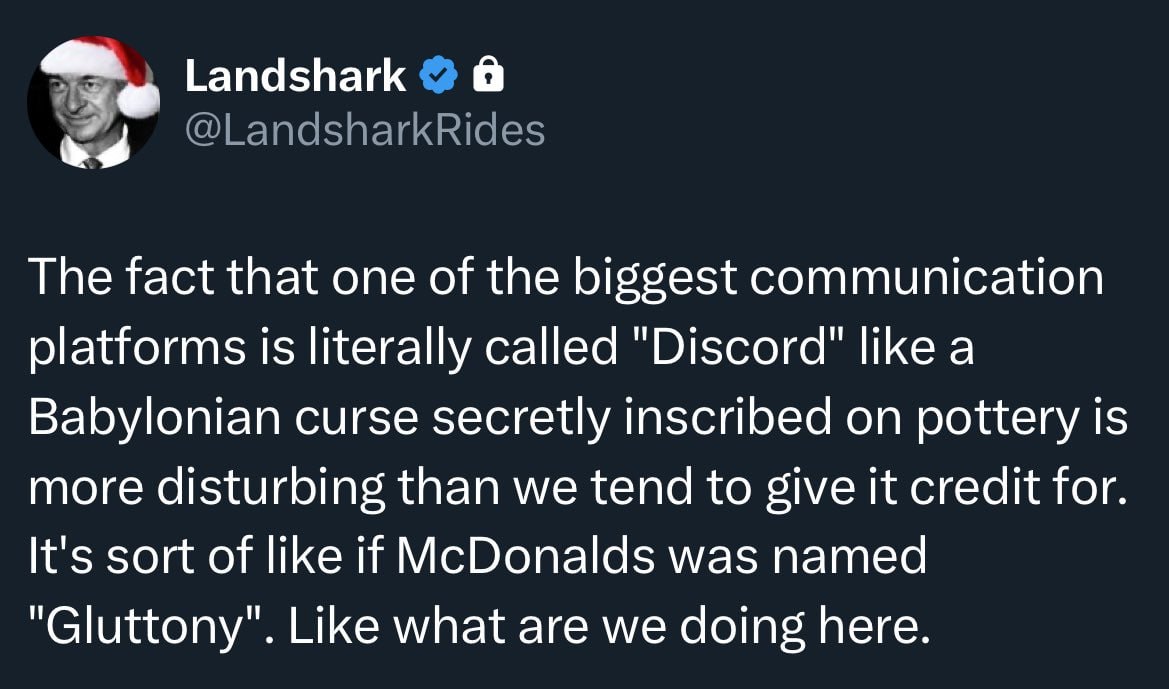 Landshark
@LandsharkRides
The fact that one of the biggest communication
platforms is literally called "Discord" like a
Babylonian curse secretly inscribed on pottery is
more disturbing than we tend to give it credit for.
It's sort of like if McDonalds was named
"Gluttony". Like what are we doing here.